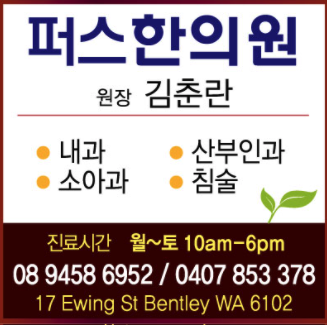 퍼스한의원
원장 김춘란
● 내과 ● 산부인과
● 소아과 ● 침술
진료시간 월~토 10am-6pm
08 9458 6952 / 0407 853 378
17 Ewing St Bentley WA 6102